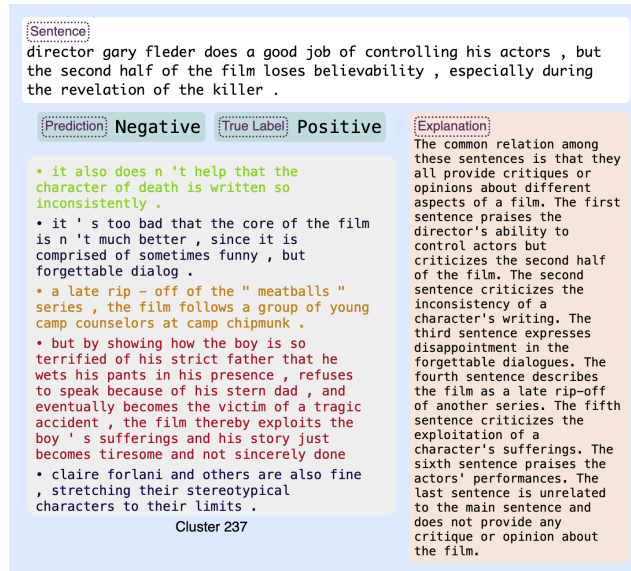 Sentence
director gary fleder does a good job of controlling his actors , but
the second half of the film loses believability , especially during
the revelation of the killer .
Prediction Negative True Label Positive
• it also does n 't help that the
character of death is written so
inconsistently .
• it ' s too bad that the core of the film
is n 't much better , since it is
comprised of sometimes funny , but
forgettable dialog .
• a late rip - off of the " meatballs "
series , the film follows a group of young
camp counselors at camp chipmunk .
• but by showing how the boy is so
terrified of his strict father that he
wets his pants in his presence , refuses
to speak because of his stern dad , and
eventually becomes the victim of a tragic
accident , the film thereby exploits the
boy ' s sufferings and his story just
becomes tiresome and not sincerely done
• claire forlani and others are also fine
, stretching their stereotypical
characters to their limits .
Cluster 237
Explanation
The common relation among
these sentences is that they
all provide critiques or
opinions about different
aspects of a film. The first
sentence praises the
director's ability to
control actors but
criticizes the second half
of the film. The second
sentence criticizes the
inconsistency of a
character's writing. The
third sentence expresses
disappointment in the
forgettable dialogues. The
fourth sentence describes
the film as a late rip-off
of another series. The fifth
sentence criticizes the
exploitation of a
character's sufferings. The
sixth sentence praises the
actors' performances. The
last sentence is unrelated
to the main sentence and
does not provide any
critique or opinion about
the film.